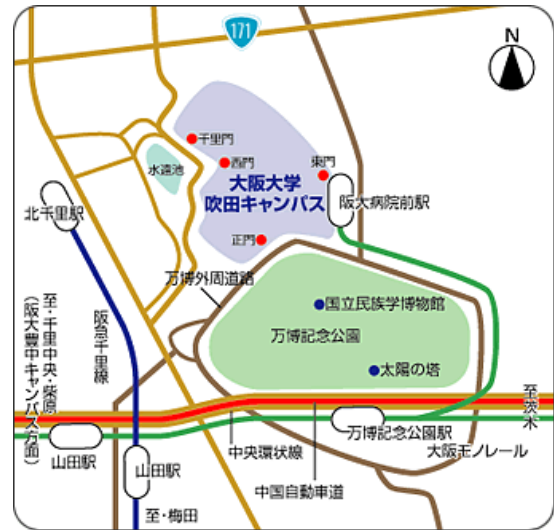 171
N
千里門
西門
水遠池
東門
大阪大学
吹田キャンパス
阪大病院前駅
北千里駅
正門
万博外周道路
国立民族学博物館
万博記念公園
太陽の塔
阪急千里線
至・千里中央・柴原
(阪大豊中キャンパス方面)
至茨木
山田駅
山田駅
中央環状線
万博記念公園駅
大阪モノレール
中国自動車道
至・梅田